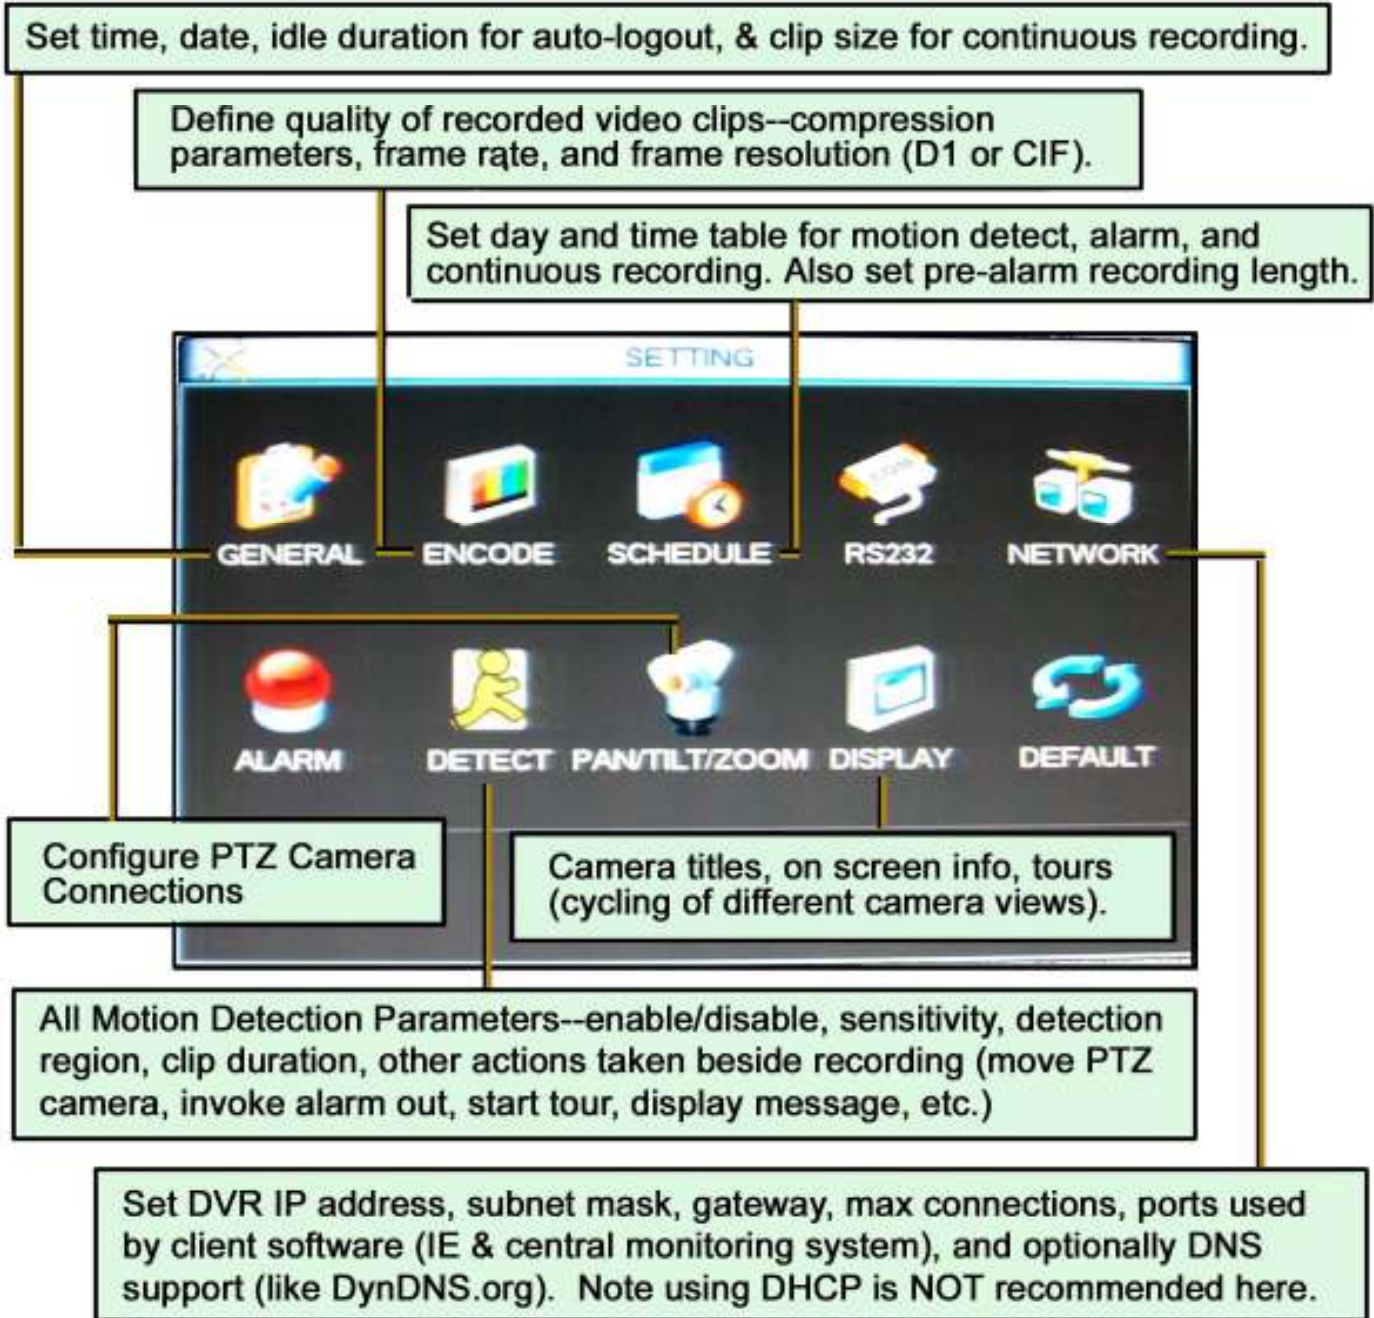 Set time, date, idle duration for auto-logout, & clip size for continuous recording.
Define quality of recorded video clips--compression
parameters, frame rate, and frame resolution (D1 or CIF).
Set day and time table for motion detect, alarm, and
continuous recording. Also set pre-alarm recording length.
SETTING
COM
GENERAL ENCODE SCHEDULE RS232 NETWORK
ALARM DETECT PAN/TILT/ZOOM DISPLAY DEFAULT
Configure PTZ Camera
Connections
Camera titles, on screen info, tours
(cycling of different camera views).
All Motion Detection Parameters--enable/disable, sensitivity, detection
region, clip duration, other actions taken beside recording (move PTZ
camera, invoke alarm out, start tour, display message, etc.)
Set DVR IP address, subnet mask, gateway, max connections, ports used
by client software (IE & central monitoring system), and optionally DNS
support (like DynDNS.org). Note using DHCP is NOT recommended here.